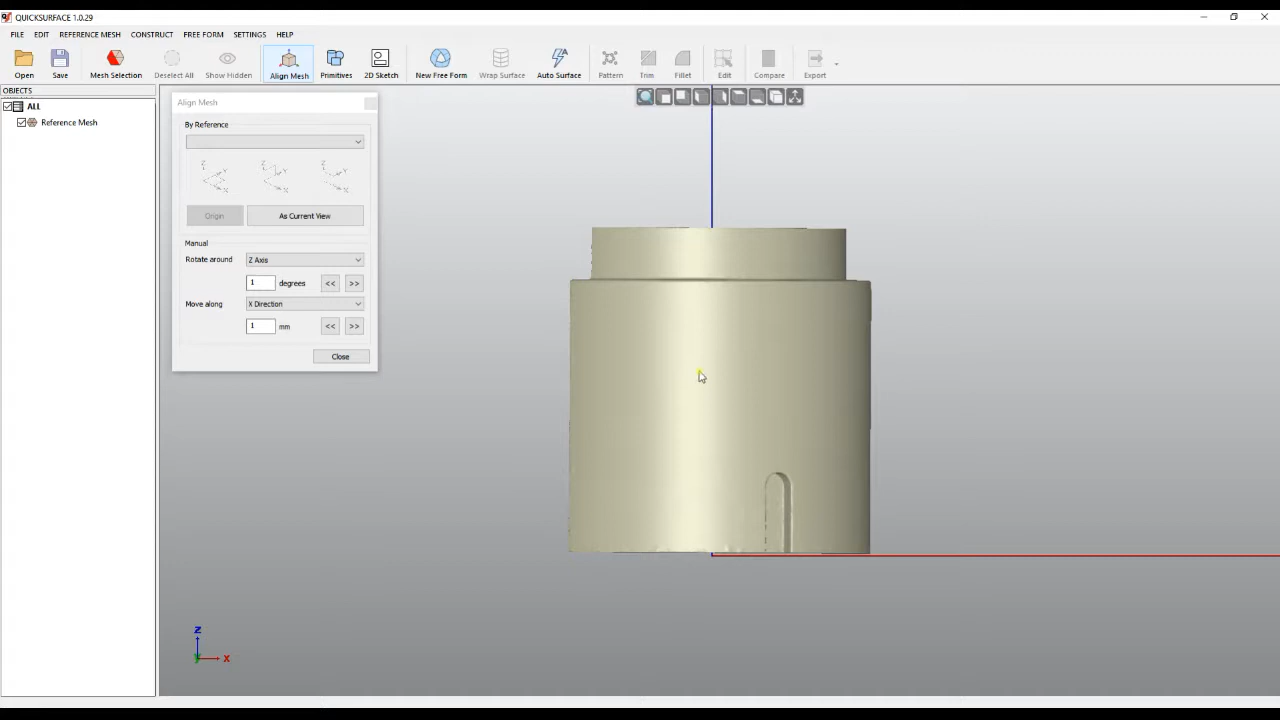 QUICKSURFACE 1.0.29
FILE EDIT REFERENCE MESH CONSTRUCT FREE FORM SETTINGS HELP
Open Save Mesh Selection Deselect All Show Hidden Align Mesh Primitives 2D Sketch New Free Form Wrap Surface Auto Surface Pattern Trim Fillet Edit Compare Export
OBJECTS
ALL
Reference Mesh
Align Mesh
By Reference
Z Y X Z Y X Z Y X
Origin As Current View
Manual
Rotate around Z Axis
1 degrees << >>
Move along X Direction
1 mm << >>
Close
Z
Y X